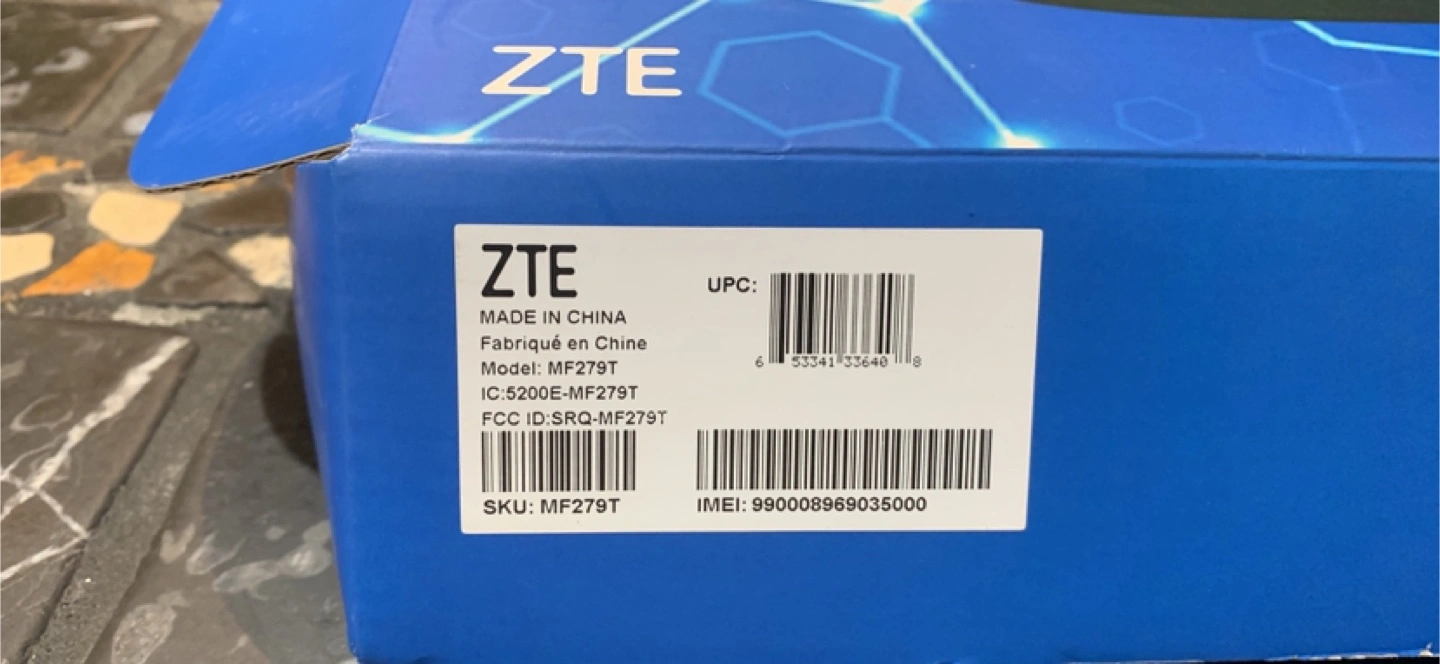 ZTE
ZTE
MADE IN CHINA
Fabriqué en Chine
Model: MF279T
IC:5200E-MF279T
FCC ID:SRQ-MF279T
SKU: MF279T
UPC:
6 53341 33640 8
IMEI: 990008969035000